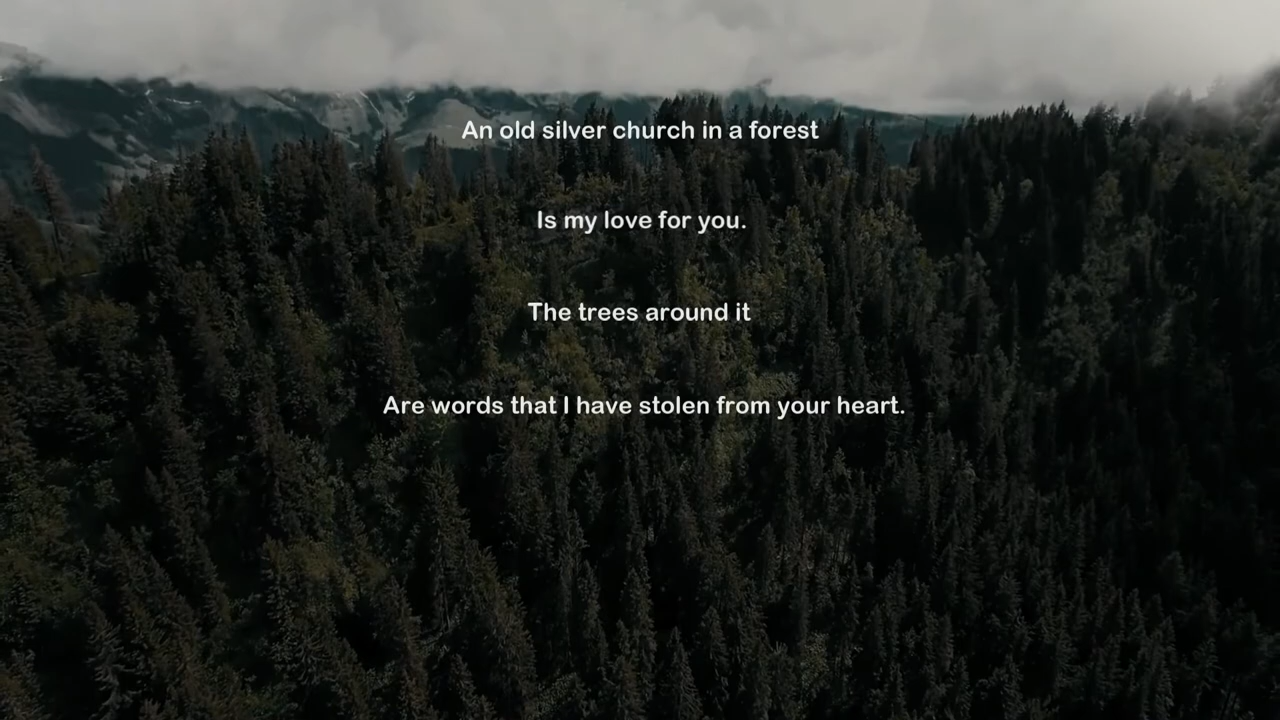 An old silver church in a forest
Is my love for you.
The trees around it
Are words that I have stolen from your heart.